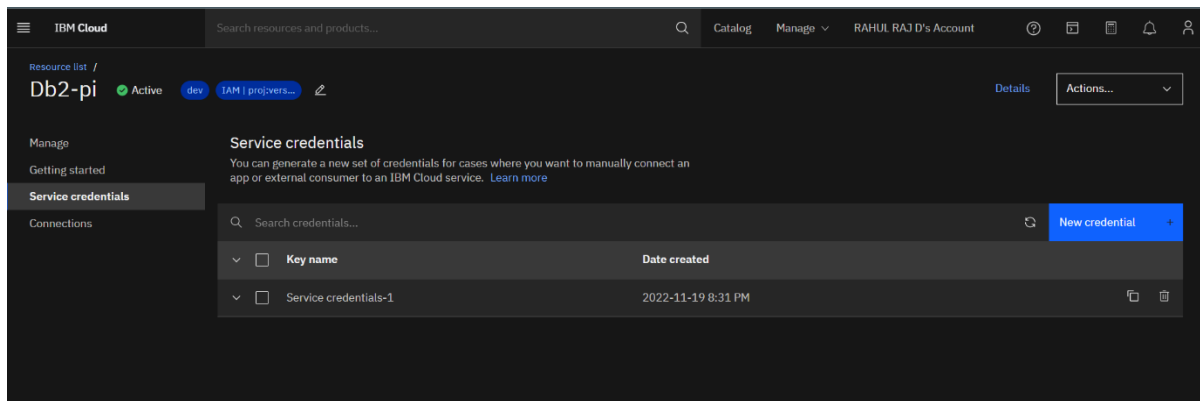 IBM Cloud
Search resources and products...
Catalog
Manage
RAHUL RAJ D's Account
Resource list /
Db2-pi
Active
dev
IAM | proj:vers...
Details
Actions...
Manage
Getting started
Service credentials
Connections
Service credentials
You can generate a new set of credentials for cases where you want to manually connect an
app or external consumer to an IBM Cloud service. Learn more
Search credentials...
New credential +
Key name
Date created
Service credentials-1
2022-11-19 8:31 PM